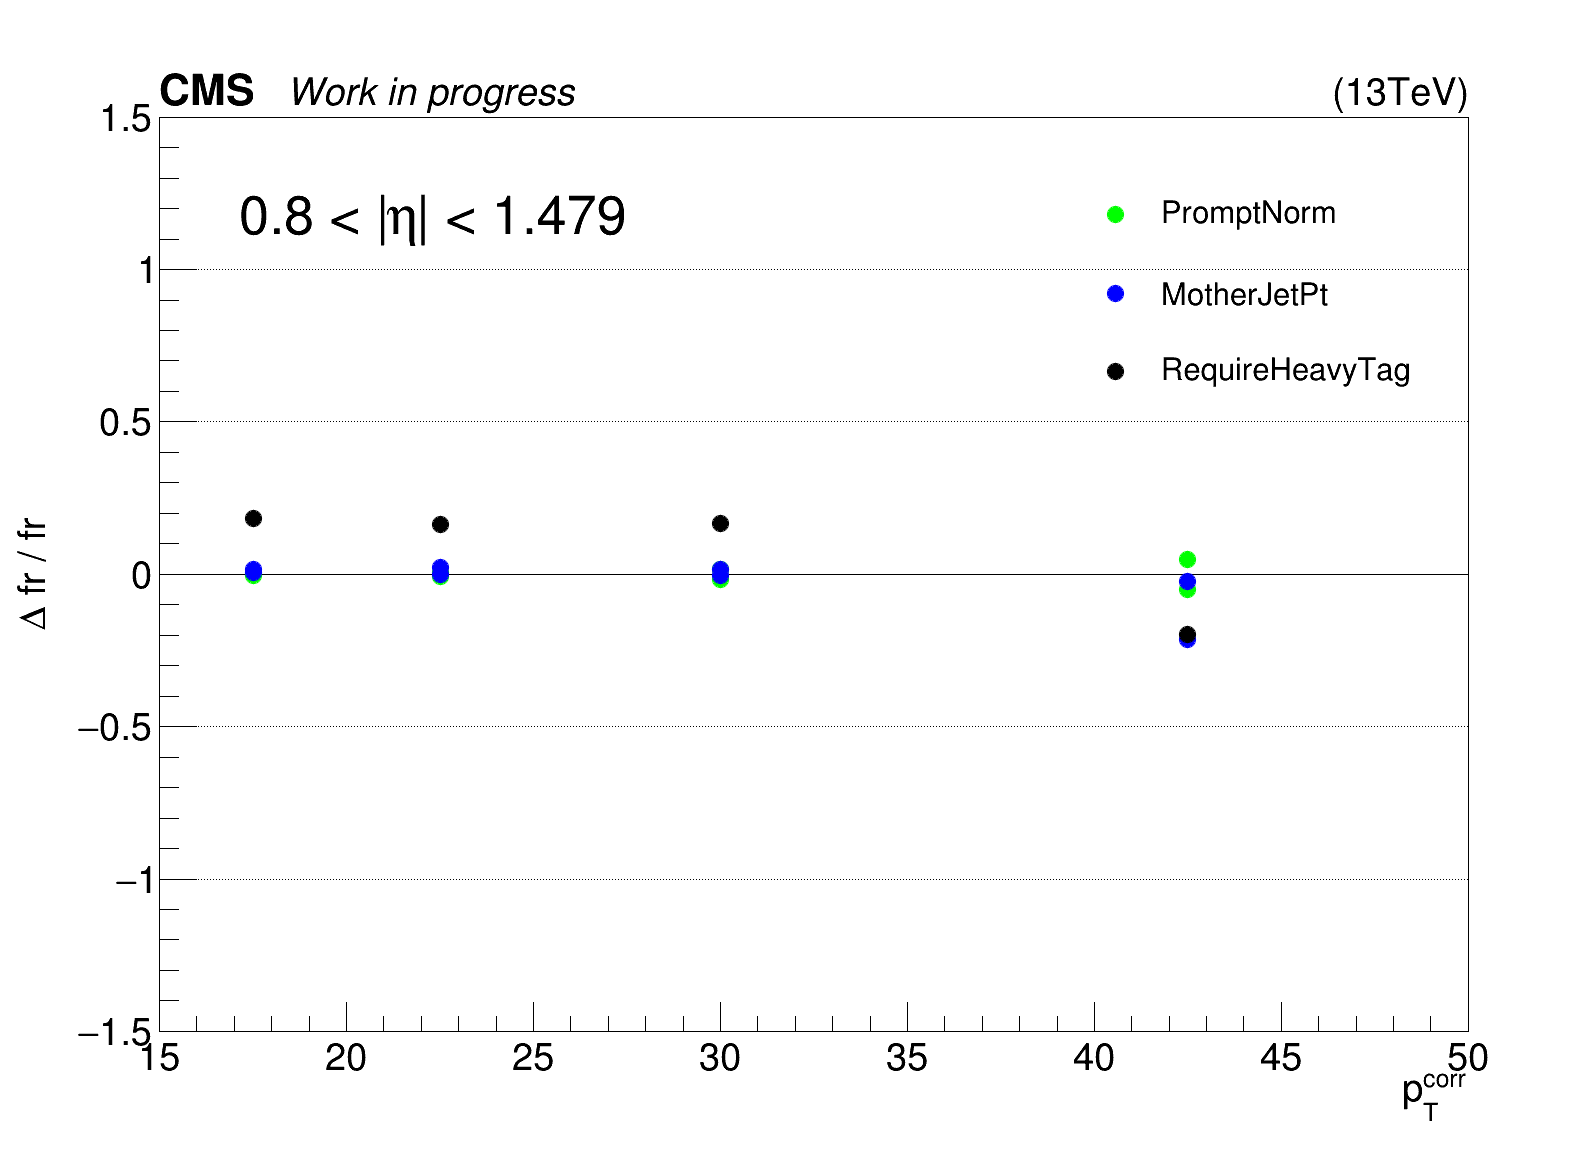 CMS Work in progress (13TeV)
0.8 < |η| < 1.479
PromptNorm
MotherJetPt
RequireHeavyTag
Δ fr / fr
1.5
1
0.5
0
−0.5
−1
−1.5
15 20 25 30 35 40 45 50
p_T^corr